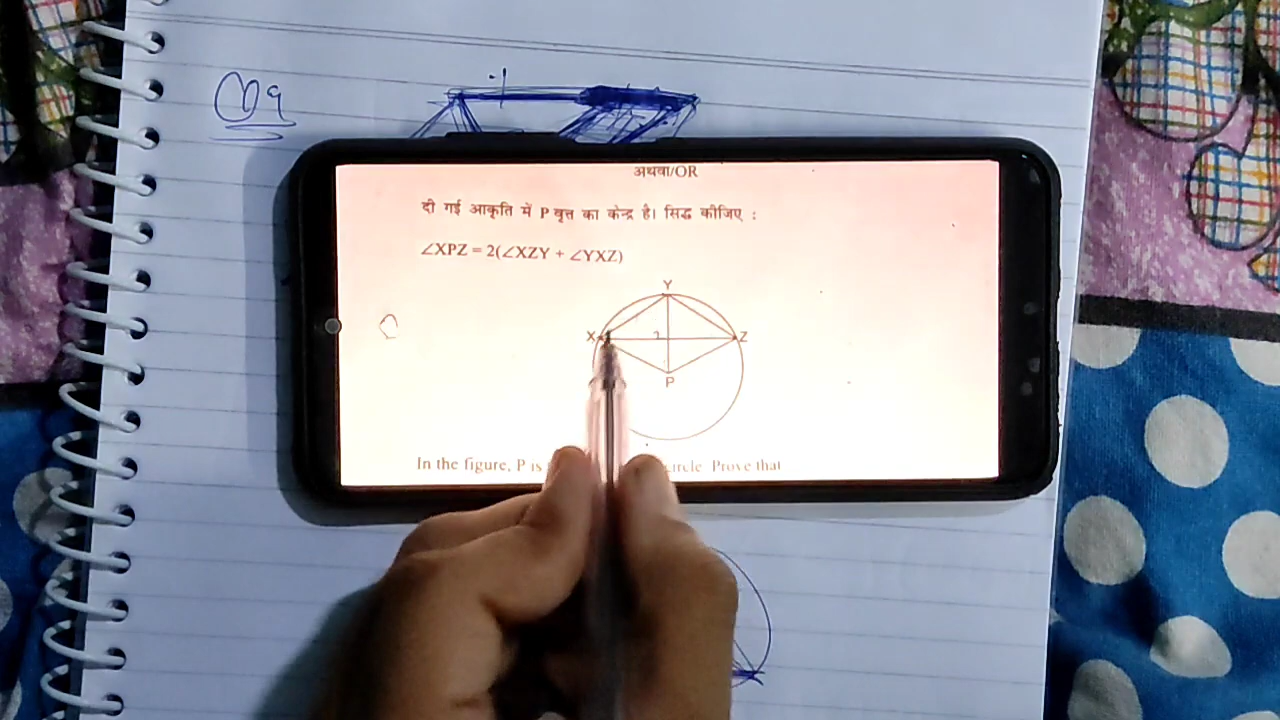 Q9
अथवा/OR
दी गई आकृति में P वृत्त का केन्द्र है। सिद्ध कीजिए :
∠XPZ = 2(∠XZY + ∠YXZ)
Y
X
Z
P
In the figure, P is circle Prove that